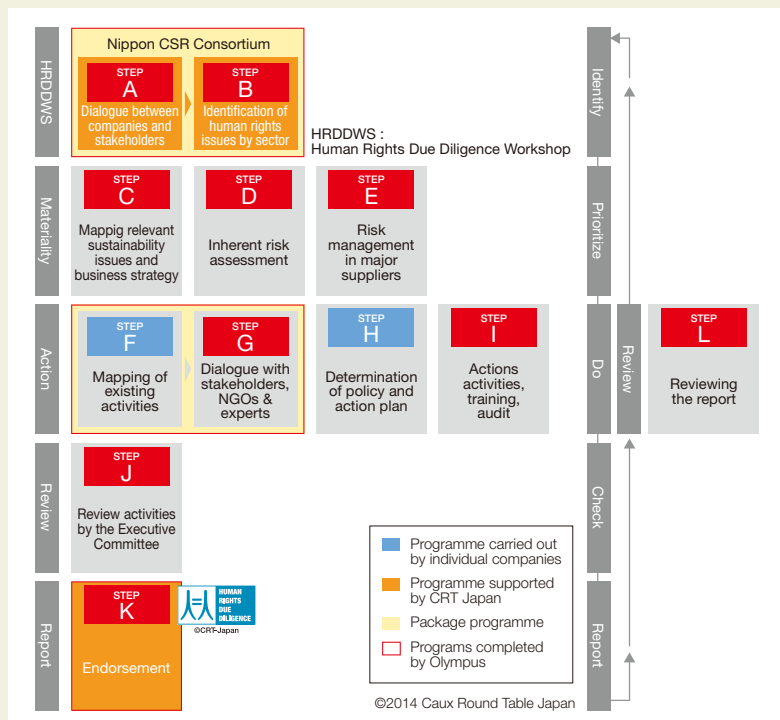 HRDDWS
Nippon CSR Consortium
STEP
A
Dialogue between
companies and
stakeholders
STEP
B
Identification of
human rights
issues by sector
HRDDWS :
Human Rights Due Diligence Workshop
Identify
Materiality
STEP
C
Mappig relevant
sustainability
issues and
business strategy
STEP
D
Inherent risk
assessment
STEP
E
Risk
management
in major
suppliers
Prioritize
Action
STEP
F
Mapping of
existing
activities
STEP
G
Dialogue with
stakeholders,
NGOs &
experts
STEP
H
Determination
of policy and
action plan
STEP
I
Actions
activities,
training,
audit
Do
Review
STEP
L
Reviewing
the report
Review
STEP
J
Review activities
by the Executive
Committee
Check
Report
STEP
K
Endorsement
HUMAN
RIGHTS
DUE
DILIGENCE
©CRT-Japan
Programme carried out
by individual companies
Programme supported
by CRT Japan
Package programme
Programs completed
by Olympus
Report
©2014 Caux Round Table Japan